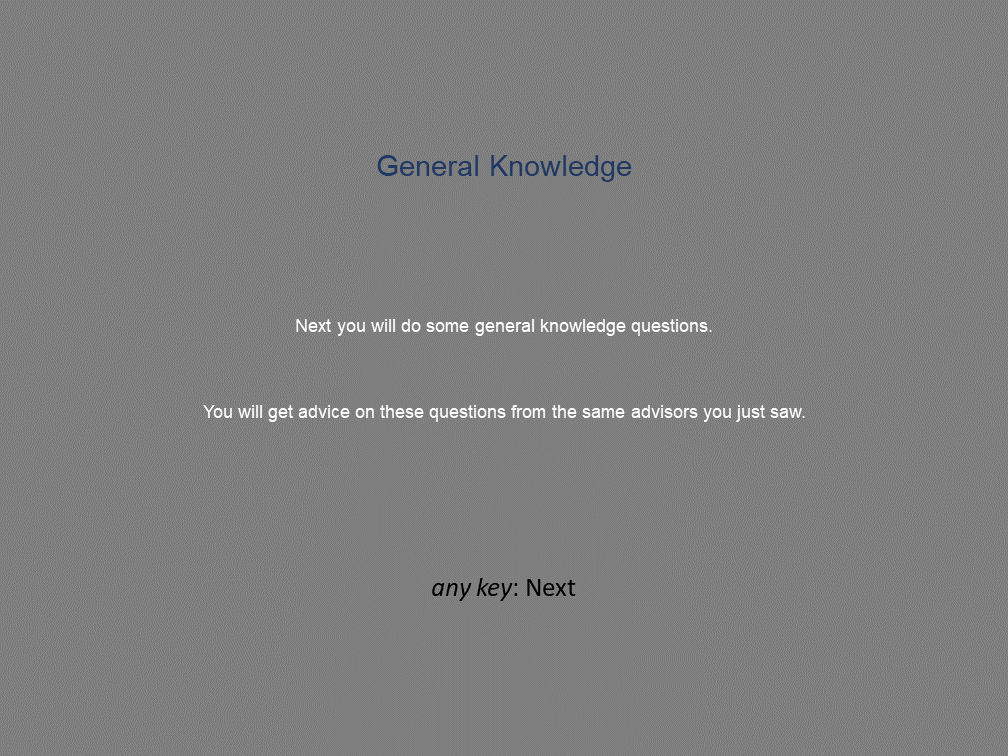 General Knowledge
Next you will do some general knowledge questions.
You will get advice on these questions from the same advisors you just saw.
any key: Next